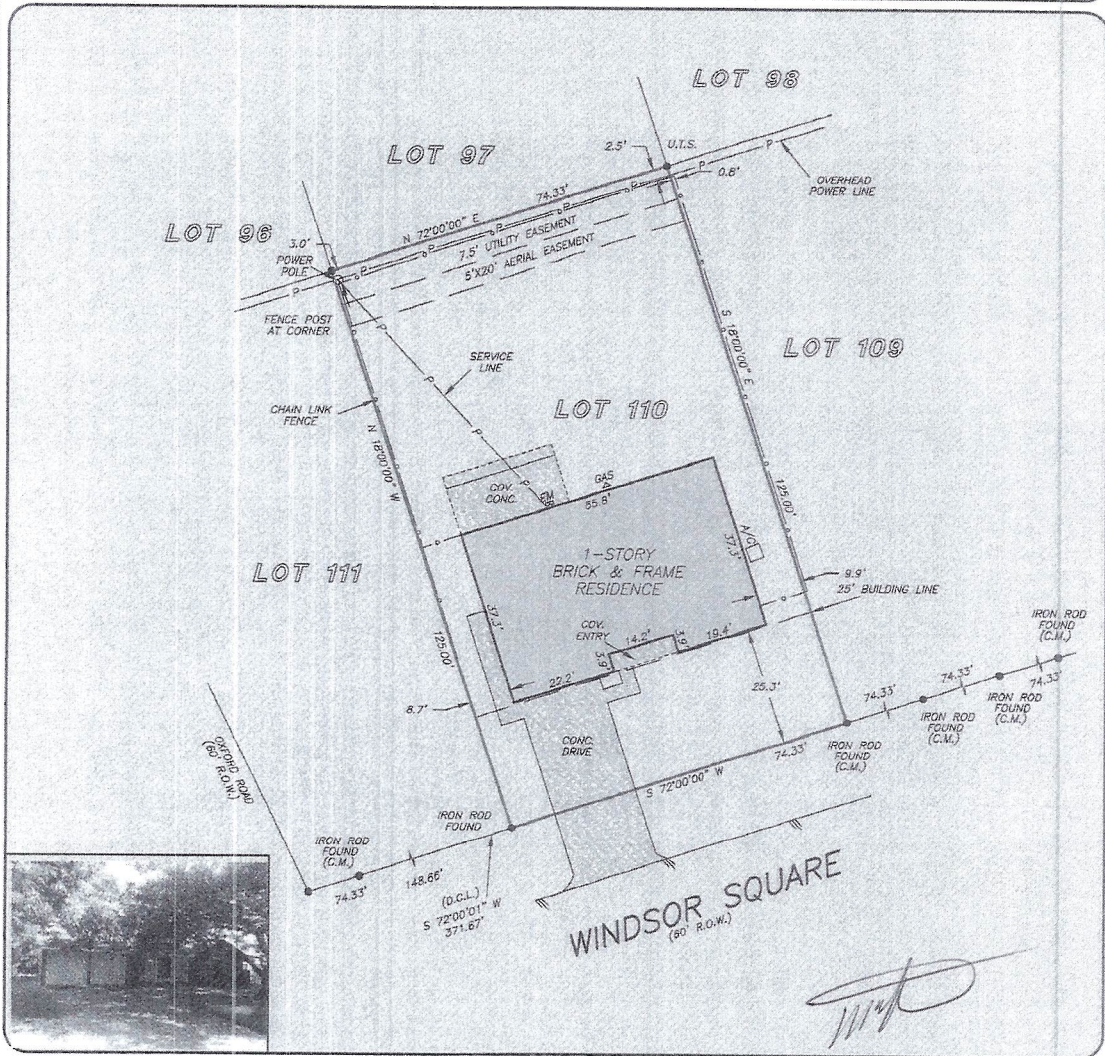 LOT 98
LOT 97
2.5'
U.T.S.
74.33'
0.8'
OVERHEAD
POWER LINE
LOT 96
N 72°00'00" E
7.5' UTILITY EASEMENT
5'X20' AERIAL EASEMENT
3.0'
POWER
POLE
FENCE POST
AT CORNER
S 18°00'00" E
LOT 109
SERVICE
LINE
CHAIN LINK
FENCE
LOT 110
N 18°00'00" W
COV.
CONC.
EM
GAS
55.8'
125.00'
A/C
37.3'
1-STORY
BRICK & FRAME
RESIDENCE
LOT 111
9.9'
25' BUILDING LINE
37.3'
COV.
ENTRY
14.2'
3.9'
19.4'
3.9'
22.2'
125.00'
8.7'
25.3'
IRON ROD
FOUND
(C.M.)
74.33'
74.33'
74.33'
IRON ROD
FOUND
(C.M.)
IRON ROD
FOUND
(C.M.)
IRON ROD
FOUND
(C.M.)
CONC.
DRIVE
74.33'
S 72°00'00" W
OXFORD ROAD
(60' R.O.W.)
IRON ROD
FOUND
IRON ROD
FOUND
(C.M.)
74.33'
148.66'
(D.C.L.)
S 72°00'01" W
371.67'
WINDSOR SQUARE
(60' R.O.W.)